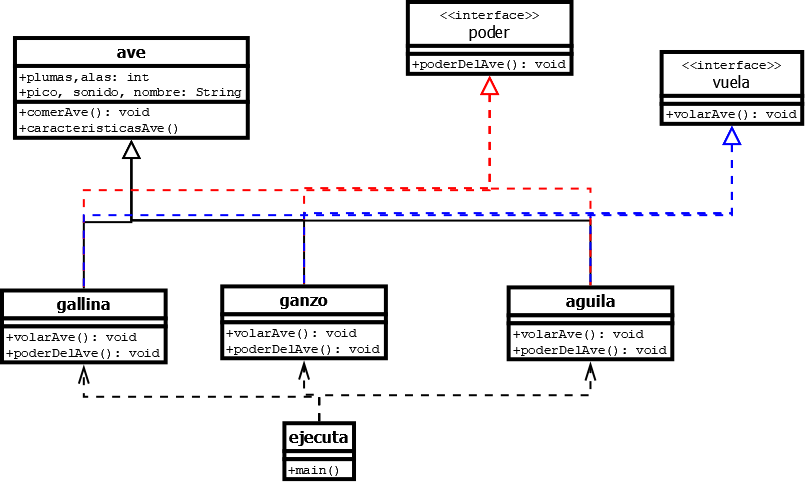 <<interface>>
poder
+poderDelAve(): void
ave
+plumas,alas: int
+pico, sonido, nombre: String
+comerAve(): void
+caracteristicasAve()
<<interface>>
vuela
+volarAve(): void
gallina
+volarAve(): void
+poderDelAve(): void
ganzo
+volarAve(): void
+poderDelAve(): void
aguila
+volarAve(): void
+poderDelAve(): void
ejecuta
+main()